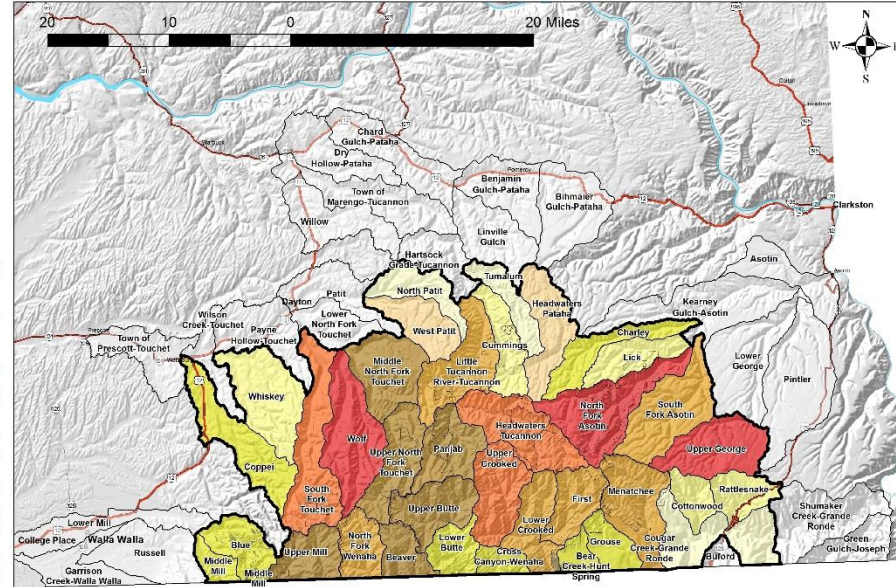 20 10 0 20 Miles
N
W
S
Chard
Gulch-Pataha
Dry
Hollow-Pataha
Pomeroy
Starbuck
Benjamin
Gulch-Pataha
Town of
Marengo-Tucannon
Bihmaier
Gulch-Pataha
Clarkston
Willow
Linville
Gulch
Hartsock
Grade-Tucannon
Asotin
Tumalum
North Patit
Patit
Dayton
Wilson
Creek-Touchet
Lower
North Fork
Touchet
Headwaters
Pataha
Kearney
Gulch-Asotin
Prescott
Town of
Prescott-Touchet
Payne
Hollow-Touchet
West Patit
Cummings
Charley
Lick
Middle
North Fork
Touchet
Little
Tucannon
River-Tucannon
Lower
George
Pintler
Whiskey
North
Fork
Asotin
South
Fork Asotin
Wolf
Headwaters
Tucannon
Upper North
Fork
Touchet
Panjab
Upper
Crooked
Upper George
Coppei
South
Fork
Touchet
Upper Butte
Lower
Crooked
First
Menatchee
Rattlesnake
Cottonwood
Shumaker
Creek-Grande
Ronde
Lower Mill
College Place
Walla Walla
Russell
Garrison
Creek-Walla Walla
Blue
Middle
Mill
Middle
Mill
Upper Mill
North
Fork
Wenaha
Beaver
Lower
Butte
Cross
Canyon-Wenaha
Grouse
Bear
Creek-Hunt
Spring
Cougar
Creek-Grande
Ronde
Buford
Green
Gulch-Joseph